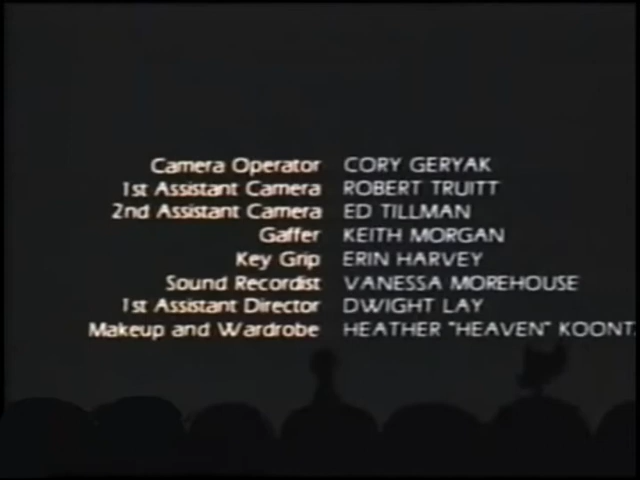 Camera Operator CORY GERYAK
1st Assistant Camera ROBERT TRUITT
2nd Assistant Camera ED TILLMAN
Gaffer KEITH MORGAN
Key Grip ERIN HARVEY
Sound Recordist VANESSA MOREHOUSE
1st Assistant Director DWIGHT LAY
Makeup and Wardrobe HEATHER "HEAVEN" KOONT